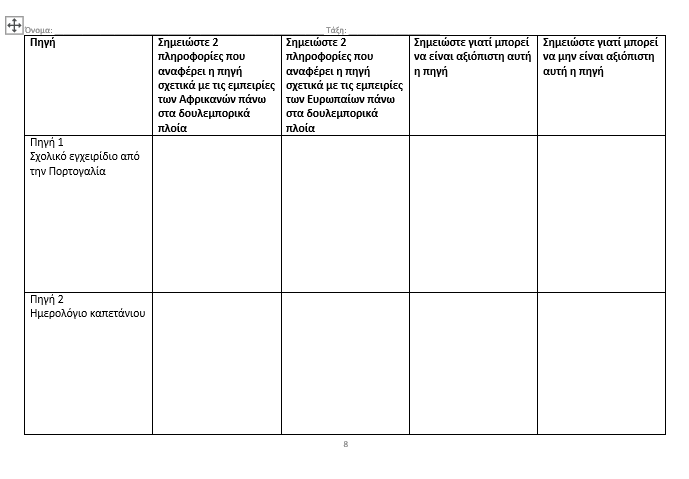 Όνομα: Τάξη:
Πηγή
Σημειώστε 2
πληροφορίες που
αναφέρει η πηγή
σχετικά με τις εμπειρίες
των Αφρικανών πάνω
στα δουλεμπορικά
πλοία
Σημειώστε 2
πληροφορίες που
αναφέρει η πηγή
σχετικά με τις εμπειρίες
των Ευρωπαίων πάνω
στα δουλεμπορικά
πλοία
Σημειώστε γιατί μπορεί
να είναι αξιόπιστη αυτή
η πηγή
Σημειώστε γιατί μπορεί
να μην είναι αξιόπιστη
αυτή η πηγή
Πηγή 1
Σχολικό εγχειρίδιο από
την Πορτογαλία
Πηγή 2
Ημερολόγιο καπετάνιου
8